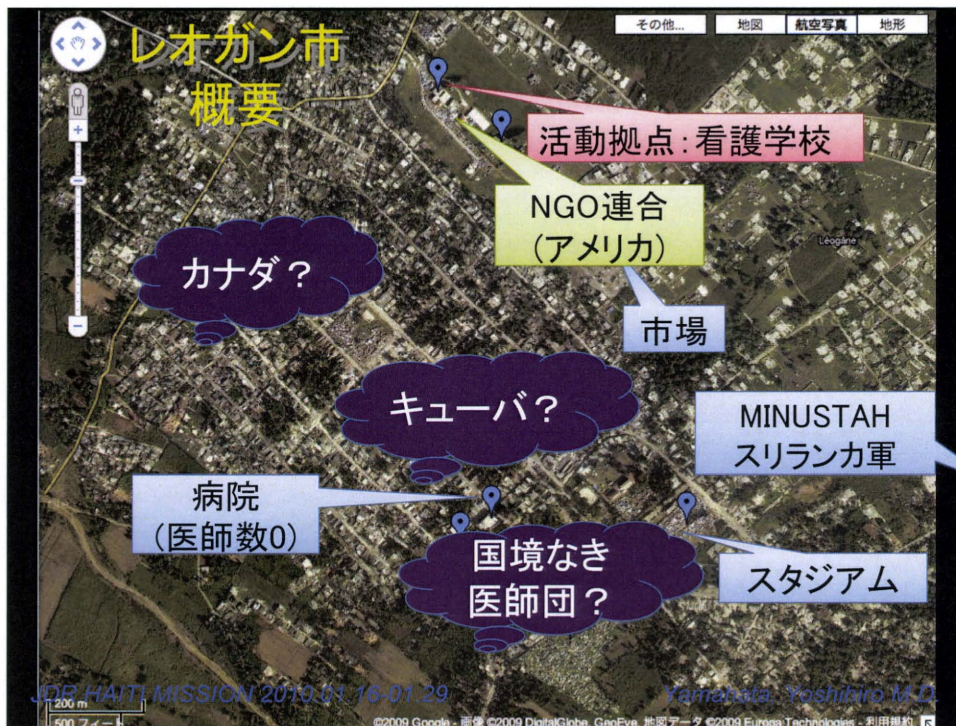 レオガン市
概要
その他...
地図
航空写真
地形
活動拠点:看護学校
NGO連合
(アメリカ)
Léogâne
カナダ?
市場
キューバ?
MINUSTAH
スリランカ軍
病院
(医師数0)
国境なき
医師団?
スタジアム
JDR HAITI MISSION 2010.01.16-01.29
Yamahata Yoshihiro M.D.
200 m
500 フィート
©2009 Google - 画像 ©2009 DigitalGlobe, GeoEye, 地図データ ©2009 Europa Technologies - 利用規約